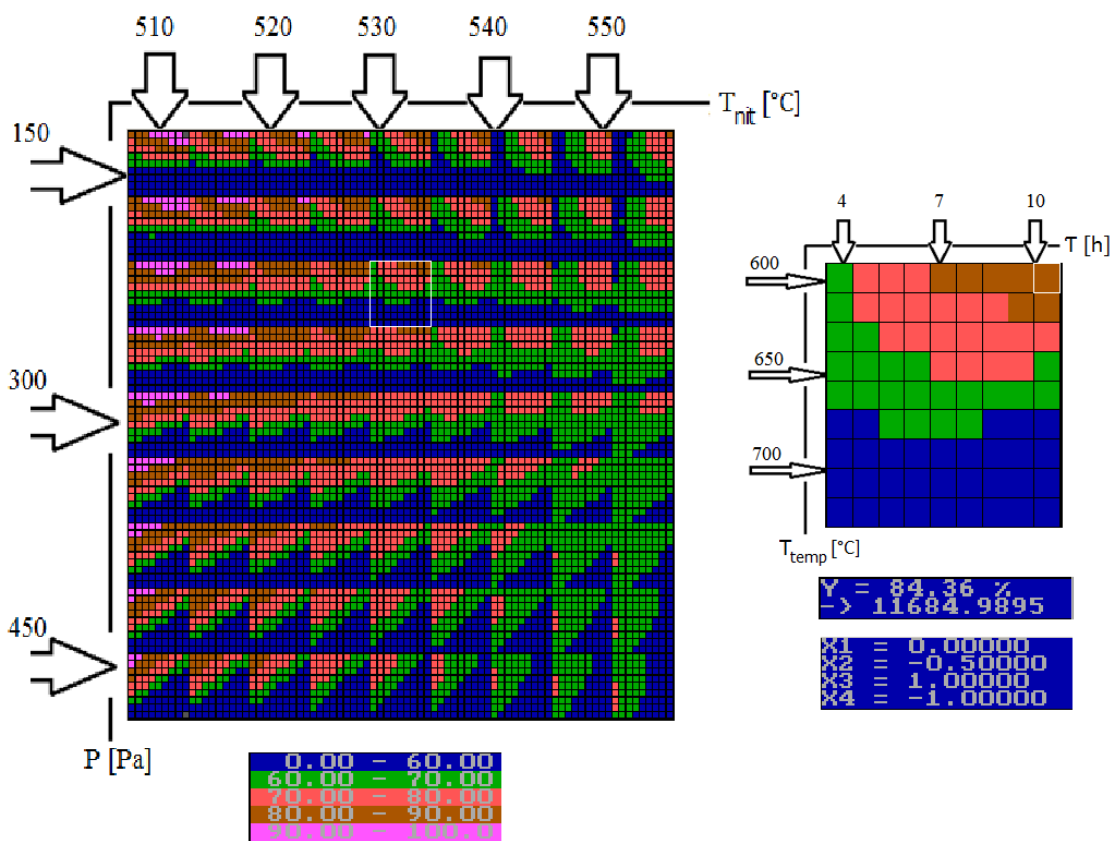 510 520 530 540 550
Tnit [°C]
150
300
450
P [Pa]
4 7 10
τ [h]
600
650
700
Ttemp [°C]
Y = 84.36 %
-> 11684.9895
X1 = 0.00000
X2 = -0.50000
X3 = 1.00000
X4 = -1.00000
0.00 - 60.00
60.00 - 70.00
70.00 - 80.00
80.00 - 90.00
90.00 - 100.0